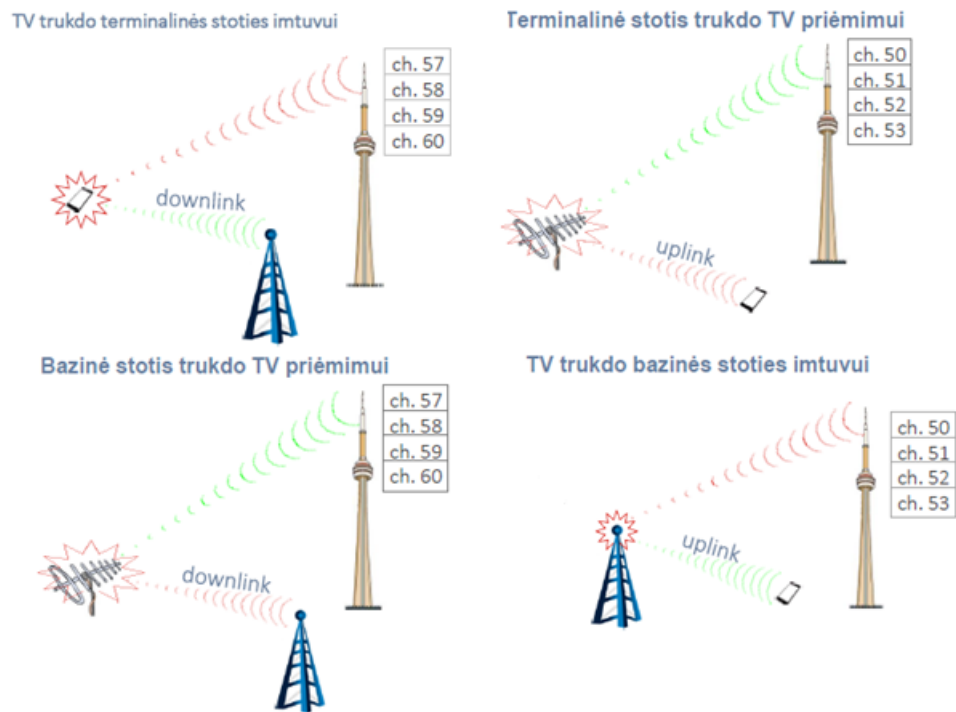 TV trukdo terminalinės stoties imtuvui
ch. 57
ch. 58
ch. 59
ch. 60
downlink
Terminalinė stotis trukdo TV priėmimui
ch. 50
ch. 51
ch. 52
ch. 53
uplink
Bazinė stotis trukdo TV priėmimui
ch. 57
ch. 58
ch. 59
ch. 60
downlink
TV trukdo bazinės stoties imtuvui
ch. 50
ch. 51
ch. 52
ch. 53
uplink